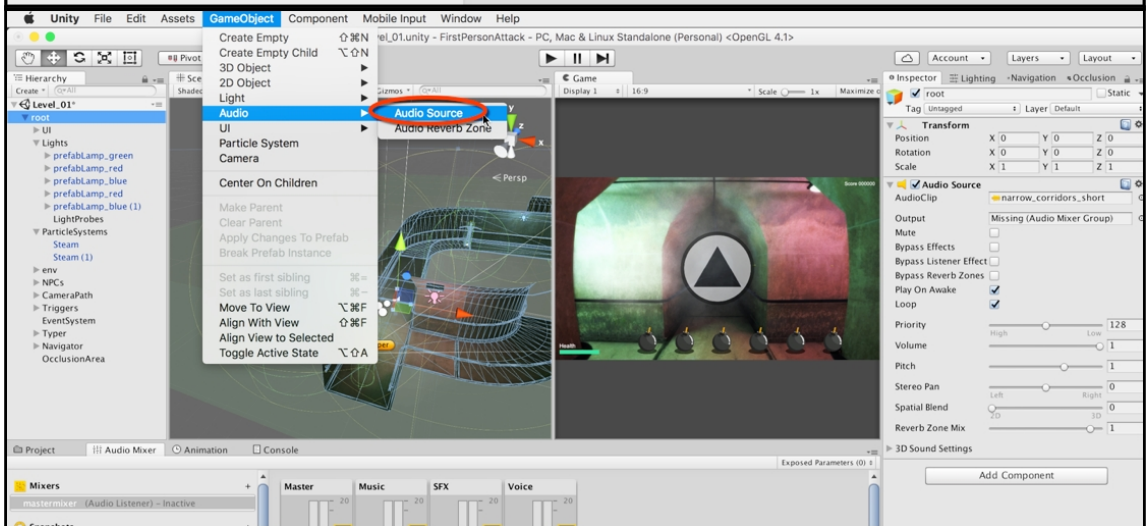 Unity File Edit Assets GameObject Component Mobile Input Window Help
vel_01.unity - FirstPersonAttack - PC, Mac & Linux Standalone (Personal) <OpenGL 4.1>
Pivot
Account
Layers
Layout
Hierarchy
Create
Q▾All
Level_01*
root
UI
Lights
prefabLamp_green
prefabLamp_red
prefabLamp_blue
prefabLamp_red
prefabLamp_blue (1)
LightProbes
ParticleSystems
Steam
Steam (1)
env
NPCs
CameraPath
Triggers
EventSystem
Typer
Navigator
OcclusionArea
Sce
Shaded
Gizmos
Q▾All
Create Empty ⇧⌘N
Create Empty Child ⌥⇧N
3D Object
2D Object
Light
Audio
UI
Particle System
Camera
Center On Children
Make Parent
Clear Parent
Apply Changes To Prefab
Break Prefab Instance
Set as first sibling ⌘=
Set as last sibling ⌘-
Move To View ⌥⌘F
Align With View ⇧⌘F
Align View to Selected
Toggle Active State ⌥⇧A
Audio Source
Audio Reverb Zone
y
z
x
Persp
Game
Display 1 16:9 Scale 1x Maximize o
Score 000000
Health
Inspector Lighting Navigation Occlusion
root Static
Tag Untagged Layer Default
Transform
Position X 0 Y 0 Z 0
Rotation X 0 Y 0 Z 0
Scale X 1 Y 1 Z 1
Audio Source
AudioClip narrow_corridors_short
Output Missing (Audio Mixer Group)
Mute
Bypass Effects
Bypass Listener Effect
Bypass Reverb Zones
Play On Awake
Loop
Priority 128
High Low
Volume 1
Pitch 1
Stereo Pan 0
Left Right
Spatial Blend 0
2D 3D
Reverb Zone Mix 1
3D Sound Settings
Add Component
Project Audio Mixer Animation Console
Exposed Parameters (0)
Mixers +
mastermixer (Audio Listener) – Inactive
Snapshots
Master Music SFX Voice
20 20 20 20